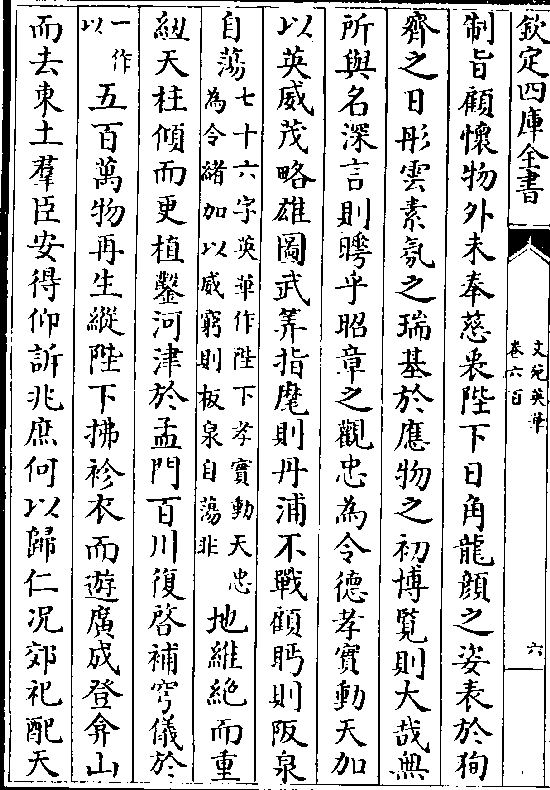 欽定四庫全書
文苑英華
卷六百
六
制旨顧懷物外未奉慈衷陛下日角龍顔之姿表於徇
齊之日彤雲素氛之瑞基於應物之初博覽則大哉無
所與名深言則曄乎昭章之觀忠為令德孝實動天加
以英威茂略雄圖武筭指麾則丹浦不戰顧眄則阪泉
自蕩七十六字英華作陛下孝實動天忠
為令緒加以威窮則板泉自蕩非地維絶而重
紐天柱傾而更植鑿河津於孟門百川復啓補穹儀於
一作
以五百萬物再生縱陛下拂袗衣而遊廣成登弇山
而去東土羣臣安得仰訴兆庶何以歸仁况郊祀配天